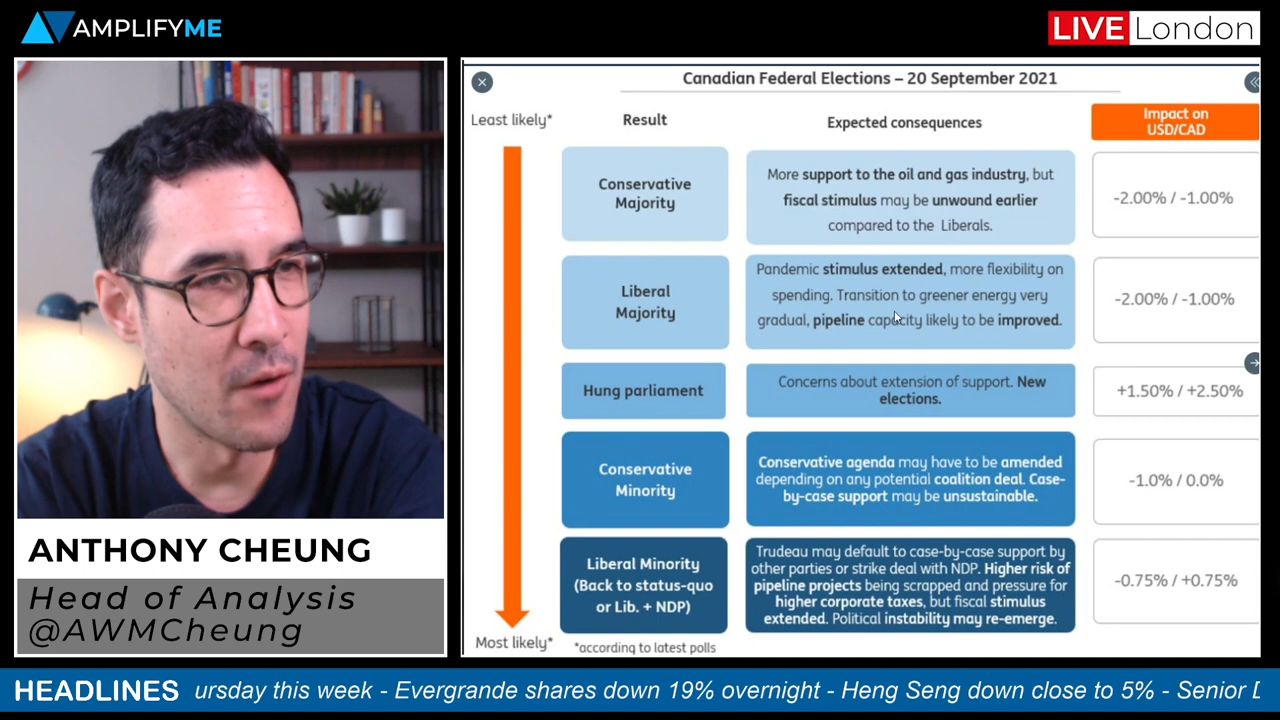 AMPLIFYME
LIVE London
Canadian Federal Elections – 20 September 2021
Least likely*
Result
Expected consequences
Impact on
USD/CAD
Conservative
Majority
More support to the oil and gas industry, but
fiscal stimulus may be unwound earlier
compared to the Liberals.
-2.00% / -1.00%
Liberal
Majority
Pandemic stimulus extended, more flexibility on
spending. Transition to greener energy very
gradual, pipeline capacity likely to be improved.
-2.00% / -1.00%
Hung parliament
Concerns about extension of support. New
elections.
+1.50% / +2.50%
Conservative
Minority
Conservative agenda may have to be amended
depending on any potential coalition deal. Case-
by-case support may be unsustainable.
-1.0% / 0.0%
Liberal Minority
(Back to status-quo
or Lib. + NDP)
Trudeau may default to case-by-case support by
other parties or strike deal with NDP. Higher risk of
pipeline projects being scrapped and pressure for
higher corporate taxes, but fiscal stimulus
extended. Political instability may re-emerge.
-0.75% / +0.75%
Most likely*
*according to latest polls
ANTHONY CHEUNG
Head of Analysis
@AWMCheung
HEADLINES ursday this week - Evergrande shares down 19% overnight - Heng Seng down close to 5% - Senior